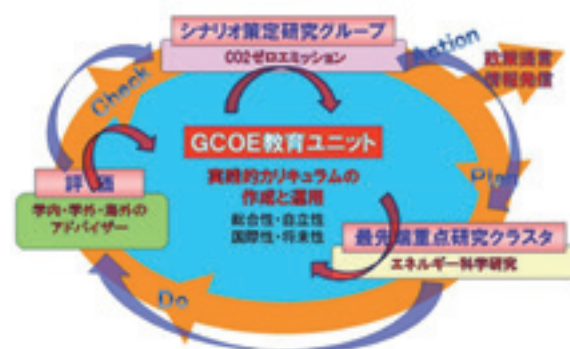 シナリオ策定研究グループ
CO2ゼロエミッション
Action
政策提言
情報発信
Check
GCOE教育ユニット
実践的カリキュラムの
作成と運用
総合性・自立性
国際性・将来性
評価
学内・学外・海外の
アドバイザー
Plan
最先端重点研究クラスタ
エネルギー科学研究
Do